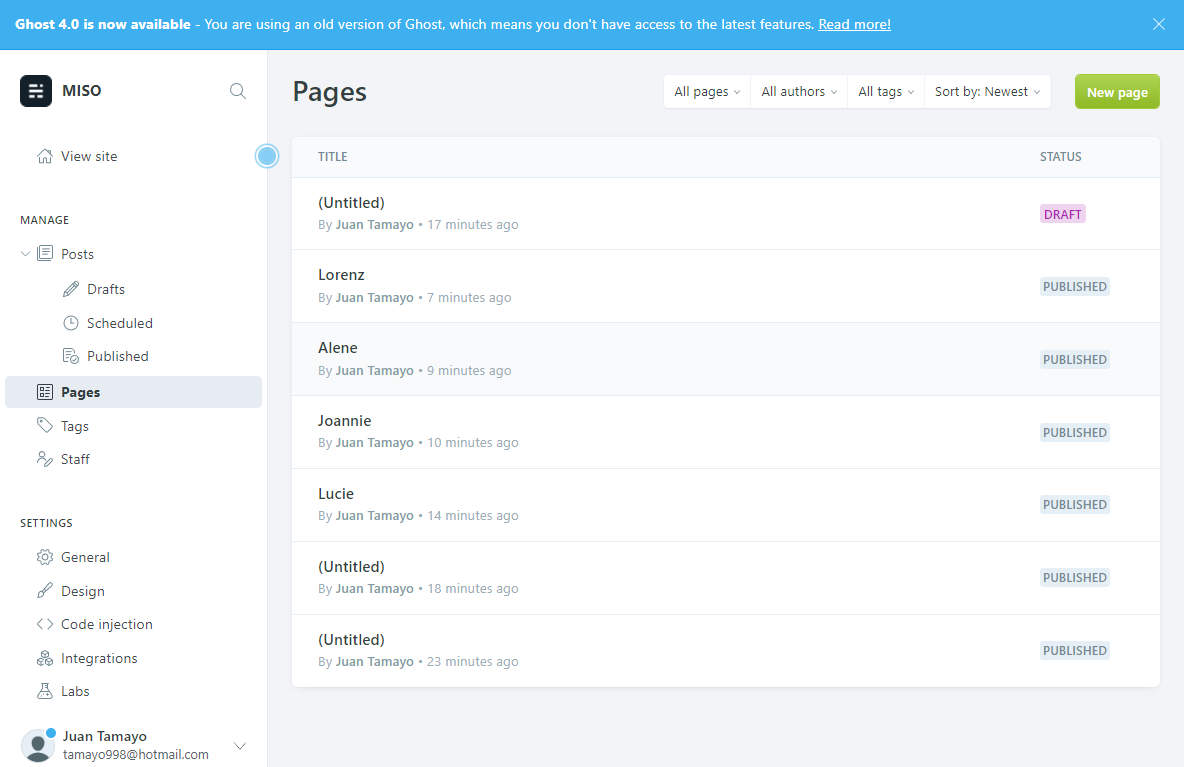 Ghost 4.0 is now available - You are using an old version of Ghost, which means you don't have access to the latest features. Read more!
MISO
View site
MANAGE
Posts
Drafts
Scheduled
Published
Pages
Tags
Staff
SETTINGS
General
Design
Code injection
Integrations
Labs
Juan Tamayo
tamayo998@hotmail.com
Pages
All pages
All authors
All tags
Sort by: Newest
New page
TITLE STATUS
(Untitled)
By Juan Tamayo • 17 minutes ago
DRAFT
Lorenz
By Juan Tamayo • 7 minutes ago
PUBLISHED
Alene
By Juan Tamayo • 9 minutes ago
PUBLISHED
Joannie
By Juan Tamayo • 10 minutes ago
PUBLISHED
Lucie
By Juan Tamayo • 14 minutes ago
PUBLISHED
(Untitled)
By Juan Tamayo • 18 minutes ago
PUBLISHED
(Untitled)
By Juan Tamayo • 23 minutes ago
PUBLISHED